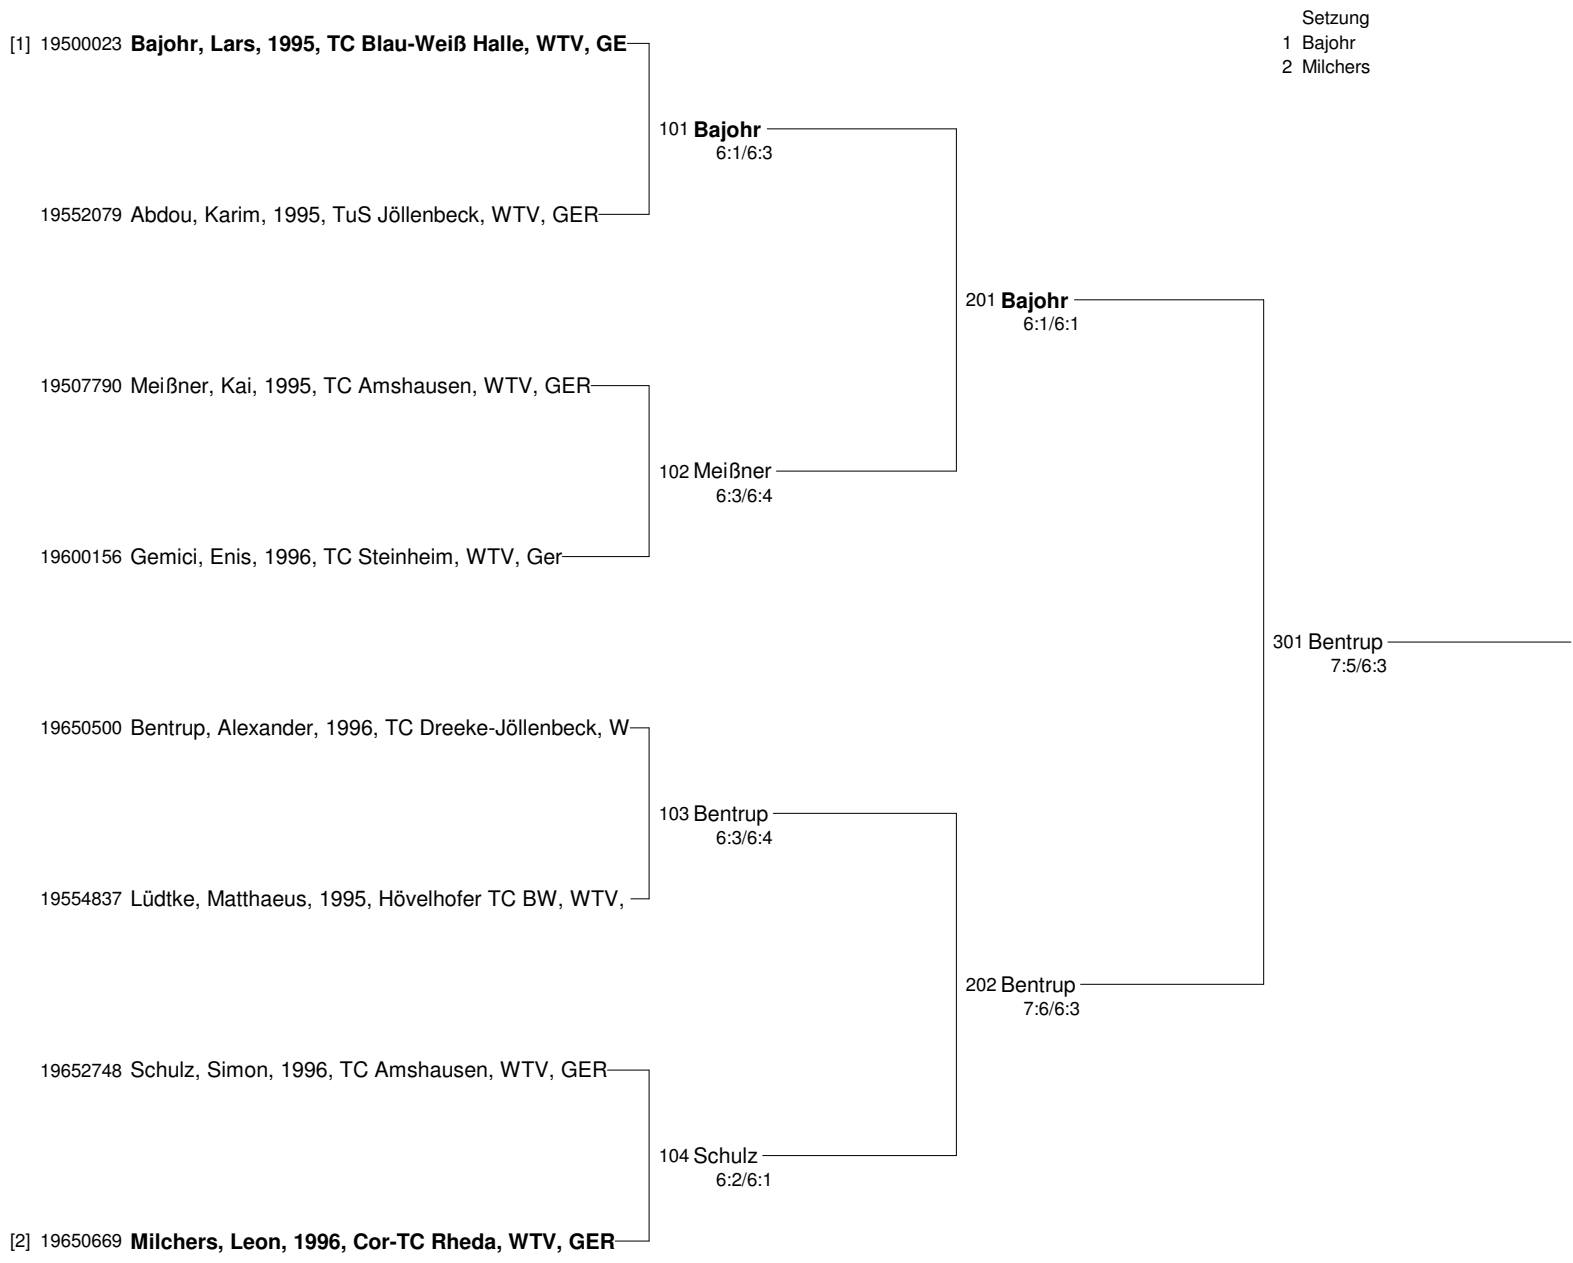 Setzung
1 Bajohr
2 Milchers
[1] 19500023 Bajohr, Lars, 1995, TC Blau-Weiß Halle, WTV, GE
101 Bajohr
6:1/6:3
19552079 Abdou, Karim, 1995, TuS Jöllenbeck, WTV, GER
201 Bajohr
6:1/6:1
19507790 Meißner, Kai, 1995, TC Amshausen, WTV, GER
102 Meißner
6:3/6:4
19600156 Gemici, Enis, 1996, TC Steinheim, WTV, Ger
301 Bentrup
7:5/6:3
19650500 Bentrup, Alexander, 1996, TC Dreeke-Jöllenbeck, W
103 Bentrup
6:3/6:4
19554837 Lüdtke, Matthaeus, 1995, Hövelhofer TC BW, WTV,
202 Bentrup
7:6/6:3
19652748 Schulz, Simon, 1996, TC Amshausen, WTV, GER
104 Schulz
6:2/6:1
[2] 19650669 Milchers, Leon, 1996, Cor-TC Rheda, WTV, GER